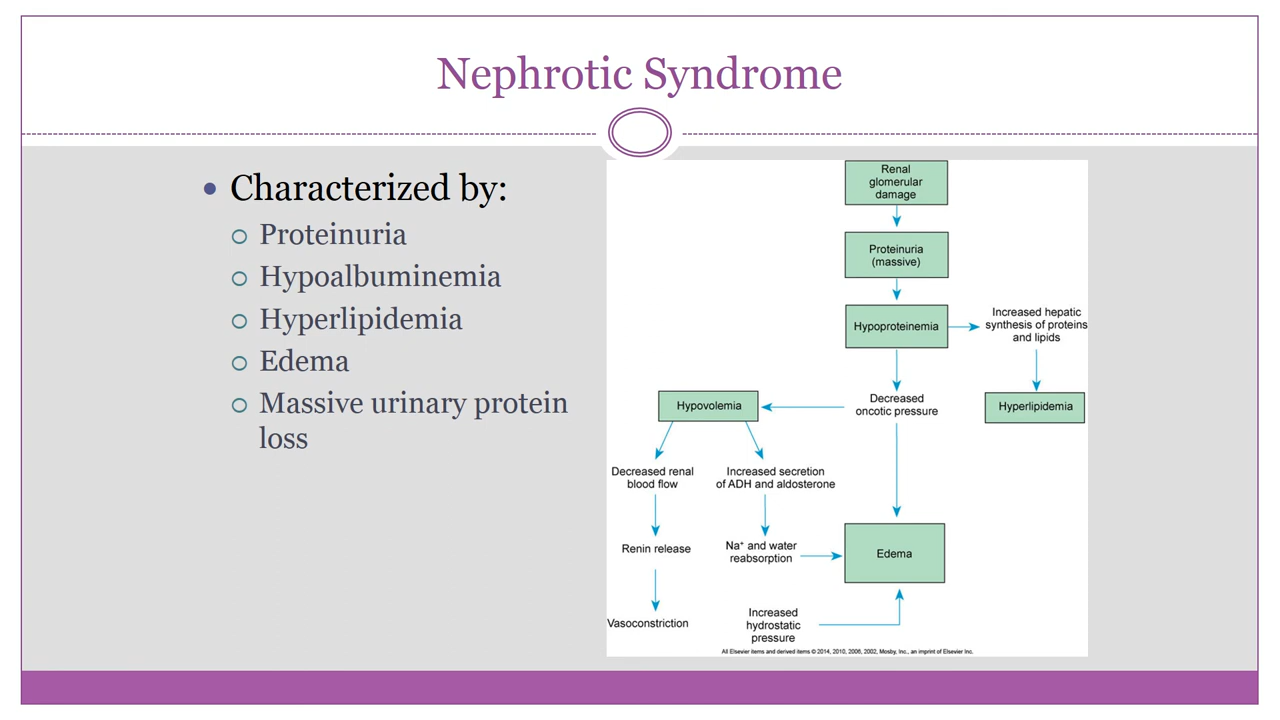 Nephrotic Syndrome
Characterized by:
Proteinuria
Hypoalbuminemia
Hyperlipidemia
Edema
Massive urinary protein
loss
Renal
glomerular
damage
Proteinuria
(massive)
Hypoproteinemia
Increased hepatic
synthesis of proteins
and lipids
Hypovolemia
Decreased
oncotic pressure
Hyperlipidemia
Decreased renal
blood flow
Increased secretion
of ADH and aldosterone
Renin release
Na⁺ and water
reabsorption
Edema
Vasoconstriction
Increased
hydrostatic
pressure
All Elsevier items and derived items © 2014, 2010, 2006, 2002, Mosby, Inc., an imprint of Elsevier Inc.